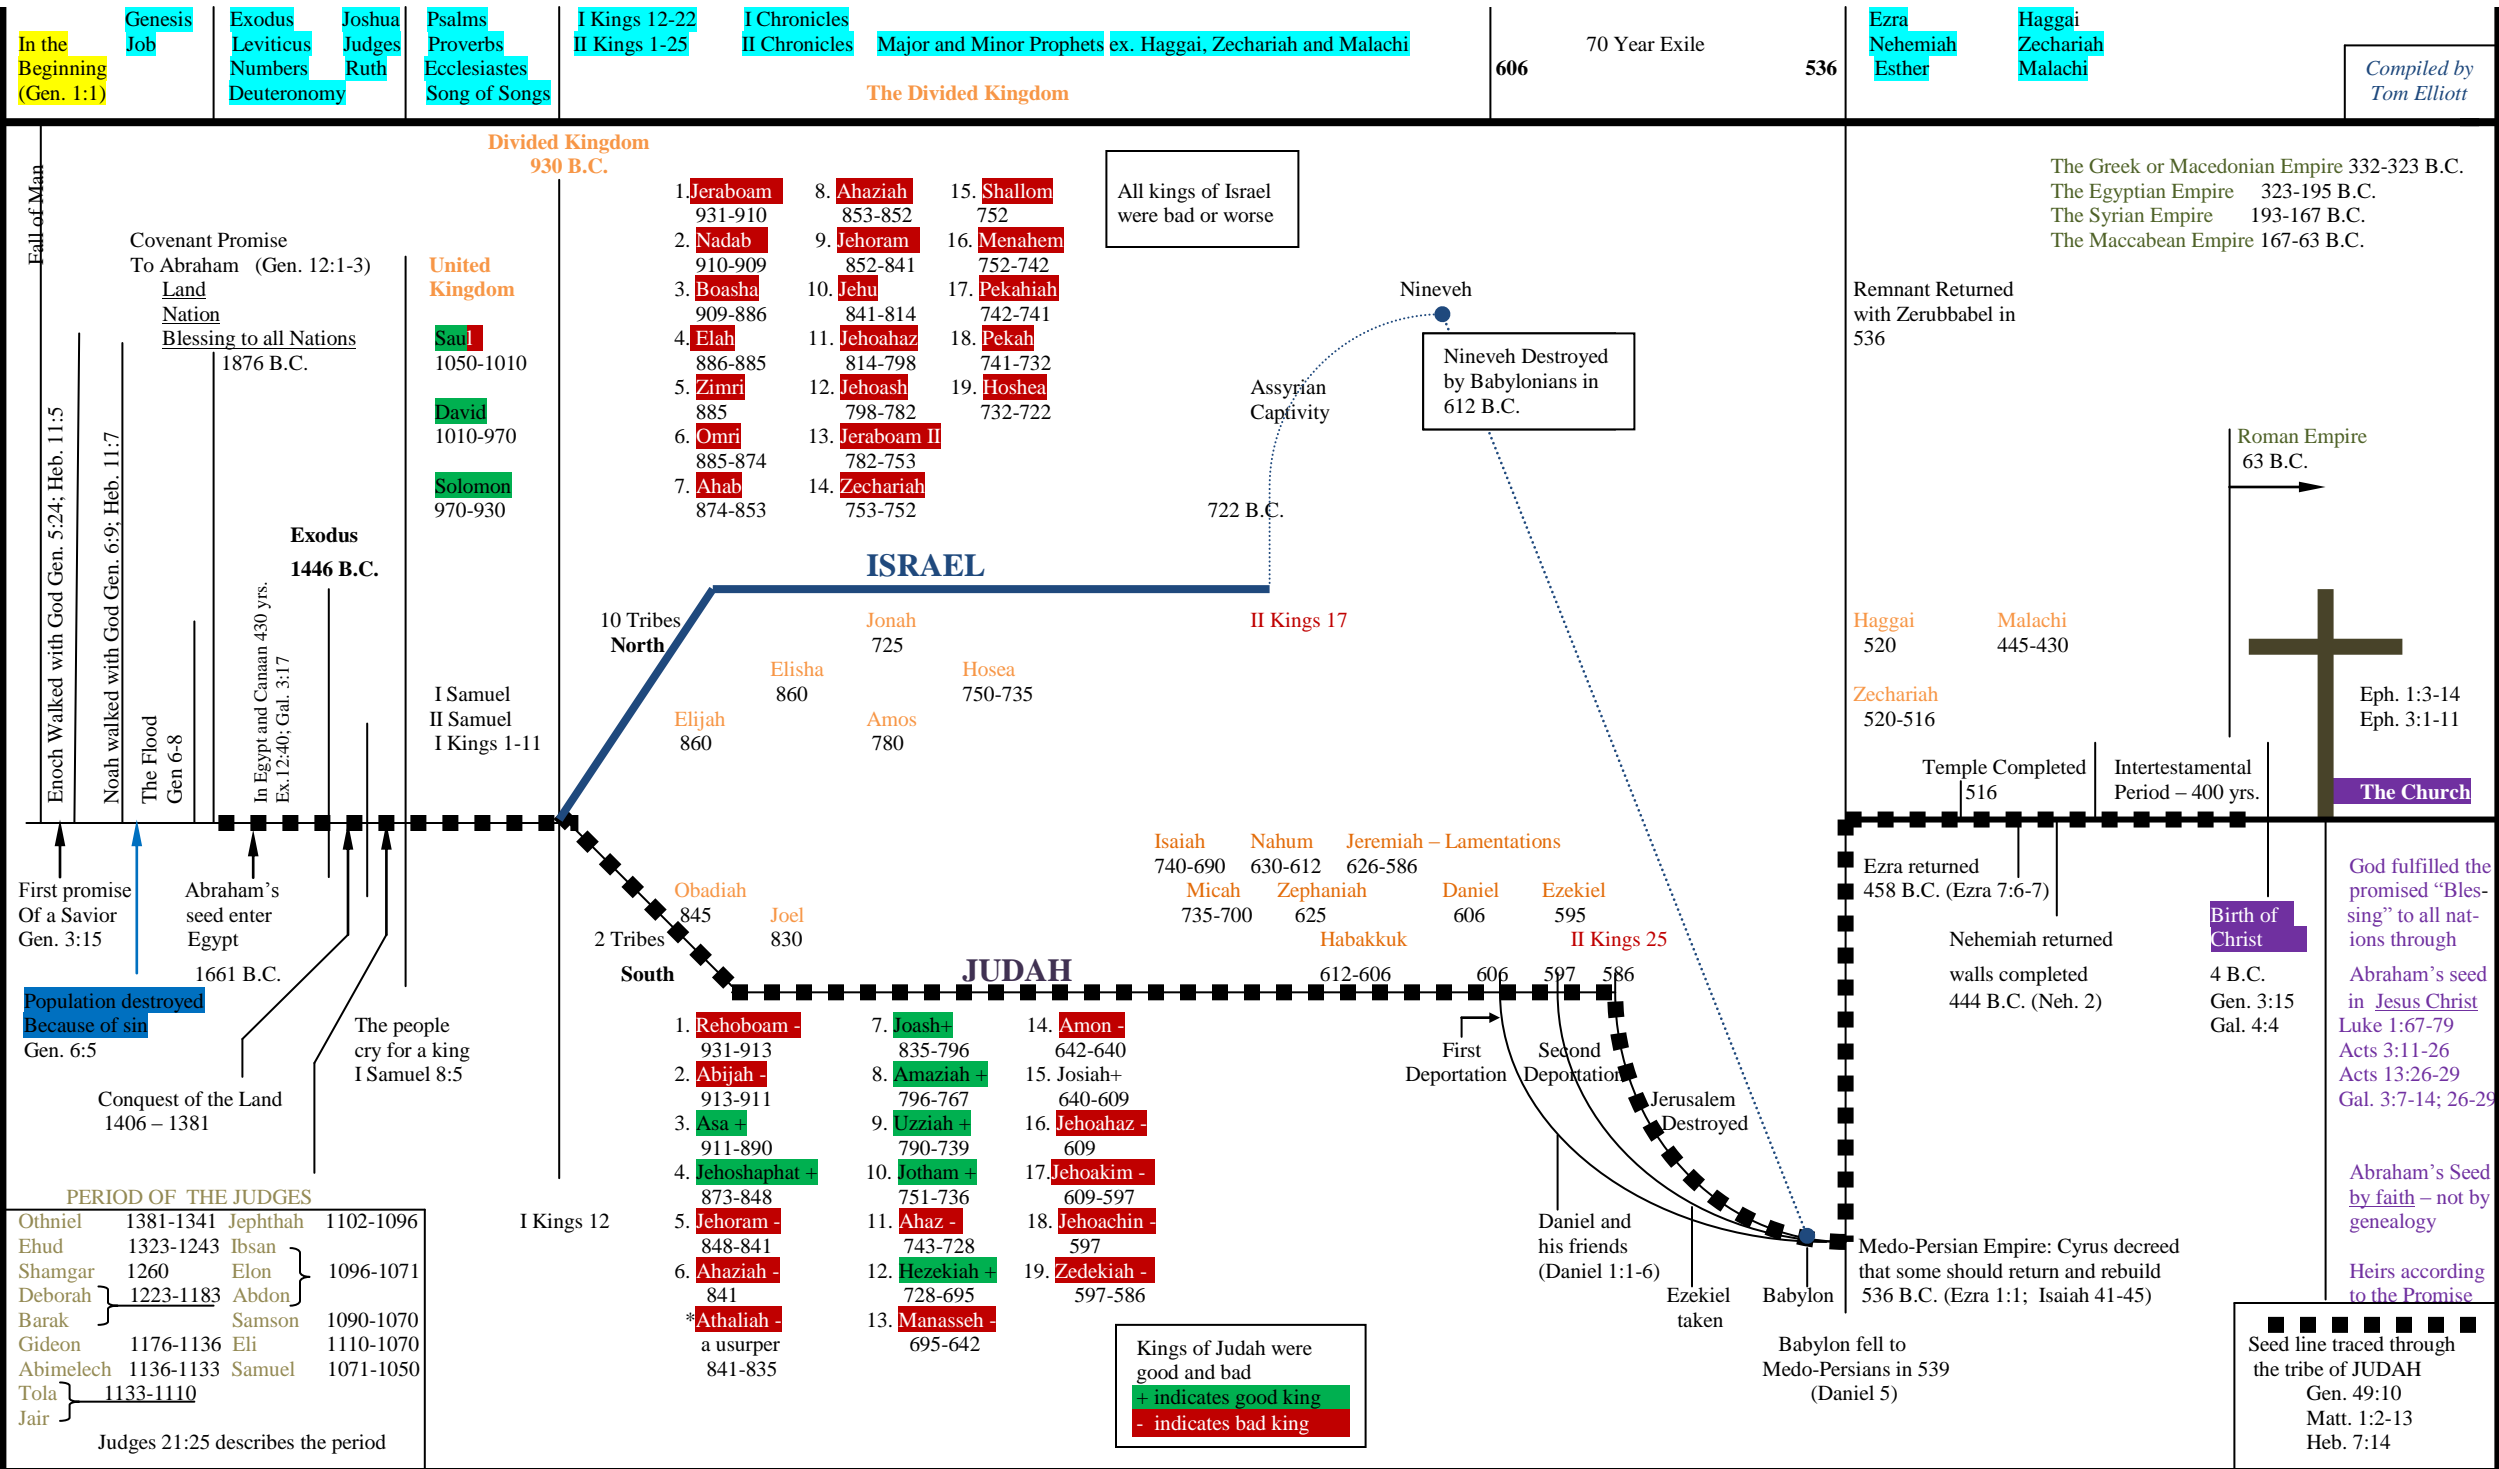 In the
Beginning
(Gen. 1:1)
Genesis
Job
Exodus
Leviticus
Numbers
Deuteronomy
Joshua
Judges
Ruth
Psalms
Proverbs
Ecclesiastes
Song of Songs
I Kings 12-22
II Kings 1-25
I Chronicles
II Chronicles
Major and Minor Prophets ex. Haggai, Zechariah and Malachi
The Divided Kingdom
606
70 Year Exile
536
Ezra
Nehemiah
Esther
Haggai
Zechariah
Malachi
Compiled by
Tom Elliott
Fall of Man
Enoch Walked with God Gen. 5:24; Heb. 11:5
Noah walked with God Gen. 6:9; Heb. 11:7
The Flood
Gen 6-8
Covenant Promise
To Abraham (Gen. 12:1-3)
Land
Nation
Blessing to all Nations
1876 B.C.
In Egypt and Canaan 430 yrs.
Ex.12:40; Gal. 3:17
Exodus
1446 B.C.
United
Kingdom
Saul
1050-1010
David
1010-970
Solomon
970-930
I Samuel
II Samuel
I Kings 1-11
Divided Kingdom
930 B.C.
1.Jeraboam
931-910
2. Nadab
910-909
3. Boasha
909-886
4. Elah
886-885
5. Zimri
885
6. Omri
885-874
7. Ahab
874-853
8. Ahaziah
853-852
9. Jehoram
852-841
10. Jehu
841-814
11. Jehoahaz
814-798
12. Jehoash
798-782
13. Jeraboam II
782-753
14. Zechariah
753-752
15. Shallom
752
16. Menahem
752-742
17. Pekahiah
742-741
18. Pekah
741-732
19. Hoshea
732-722
All kings of Israel
were bad or worse
Nineveh
Nineveh Destroyed
by Babylonians in
612 B.C.
Assyrian
Captivity
722 B.C.
ISRAEL
10 Tribes
North
Jonah
725
Elisha
860
Hosea
750-735
Elijah
860
Amos
780
II Kings 17
The Greek or Macedonian Empire 332-323 B.C.
The Egyptian Empire 323-195 B.C.
The Syrian Empire 193-167 B.C.
The Maccabean Empire 167-63 B.C.
Remnant Returned
with Zerubbabel in
536
Roman Empire
63 B.C.
Haggai
520
Malachi
445-430
Zechariah
520-516
Eph. 1:3-14
Eph. 3:1-11
Temple Completed
516
Intertestamental
Period – 400 yrs.
The Church
First promise
Of a Savior
Gen. 3:15
Population destroyed
Because of sin
Gen. 6:5
Abraham's
seed enter
Egypt
1661 B.C.
Conquest of the Land
1406 – 1381
The people
cry for a king
I Samuel 8:5
2 Tribes
South
Obadiah
845
Joel
830
Isaiah
740-690
Nahum
630-612
Jeremiah – Lamentations
626-586
Micah
735-700
Zephaniah
625
Daniel
606
Ezekiel
595
Habakkuk
612-606
II Kings 25
JUDAH
606
597
586
First
Deportation
Second
Deportation
Jerusalem
Destroyed
1. Rehoboam -
931-913
2. Abijah -
913-911
3. Asa +
911-890
4. Jehoshaphat +
873-848
5. Jehoram -
848-841
6. Ahaziah -
841
*Athaliah -
a usurper
841-835
7. Joash+
835-796
8. Amaziah +
796-767
9. Uzziah +
790-739
10. Jotham +
751-736
11. Ahaz -
743-728
12. Hezekiah +
728-695
13. Manasseh -
695-642
14. Amon -
642-640
15. Josiah+
640-609
16. Jehoahaz -
609
17.Jehoakim -
609-597
18. Jehoachin -
597
19. Zedekiah -
597-586
I Kings 12
Kings of Judah were
good and bad
+ indicates good king
- indicates bad king
Daniel and
his friends
(Daniel 1:1-6)
Ezekiel
taken
Babylon
Babylon fell to
Medo-Persians in 539
(Daniel 5)
Medo-Persian Empire: Cyrus decreed
that some should return and rebuild
536 B.C. (Ezra 1:1; Isaiah 41-45)
Ezra returned
458 B.C. (Ezra 7:6-7)
Nehemiah returned
walls completed
444 B.C. (Neh. 2)
Birth of
Christ
4 B.C.
Gen. 3:15
Gal. 4:4
God fulfilled the
promised “Bles-
sing” to all nat-
ions through
Abraham's seed
in Jesus Christ
Luke 1:67-79
Acts 3:11-26
Acts 13:26-29
Gal. 3:7-14; 26-29
Abraham's Seed
by faith – not by
genealogy
Heirs according
to the Promise
Seed line traced through
the tribe of JUDAH
Gen. 49:10
Matt. 1:2-13
Heb. 7:14
PERIOD OF THE JUDGES
Othniel 1381-1341
Ehud 1323-1243
Shamgar 1260
Deborah 1223-1183
Barak
Gideon 1176-1136
Abimelech 1136-1133
Tola 1133-1110
Jair
Jephthah 1102-1096
Ibsan
Elon 1096-1071
Abdon
Samson 1090-1070
Eli 1110-1070
Samuel 1071-1050
Judges 21:25 describes the period